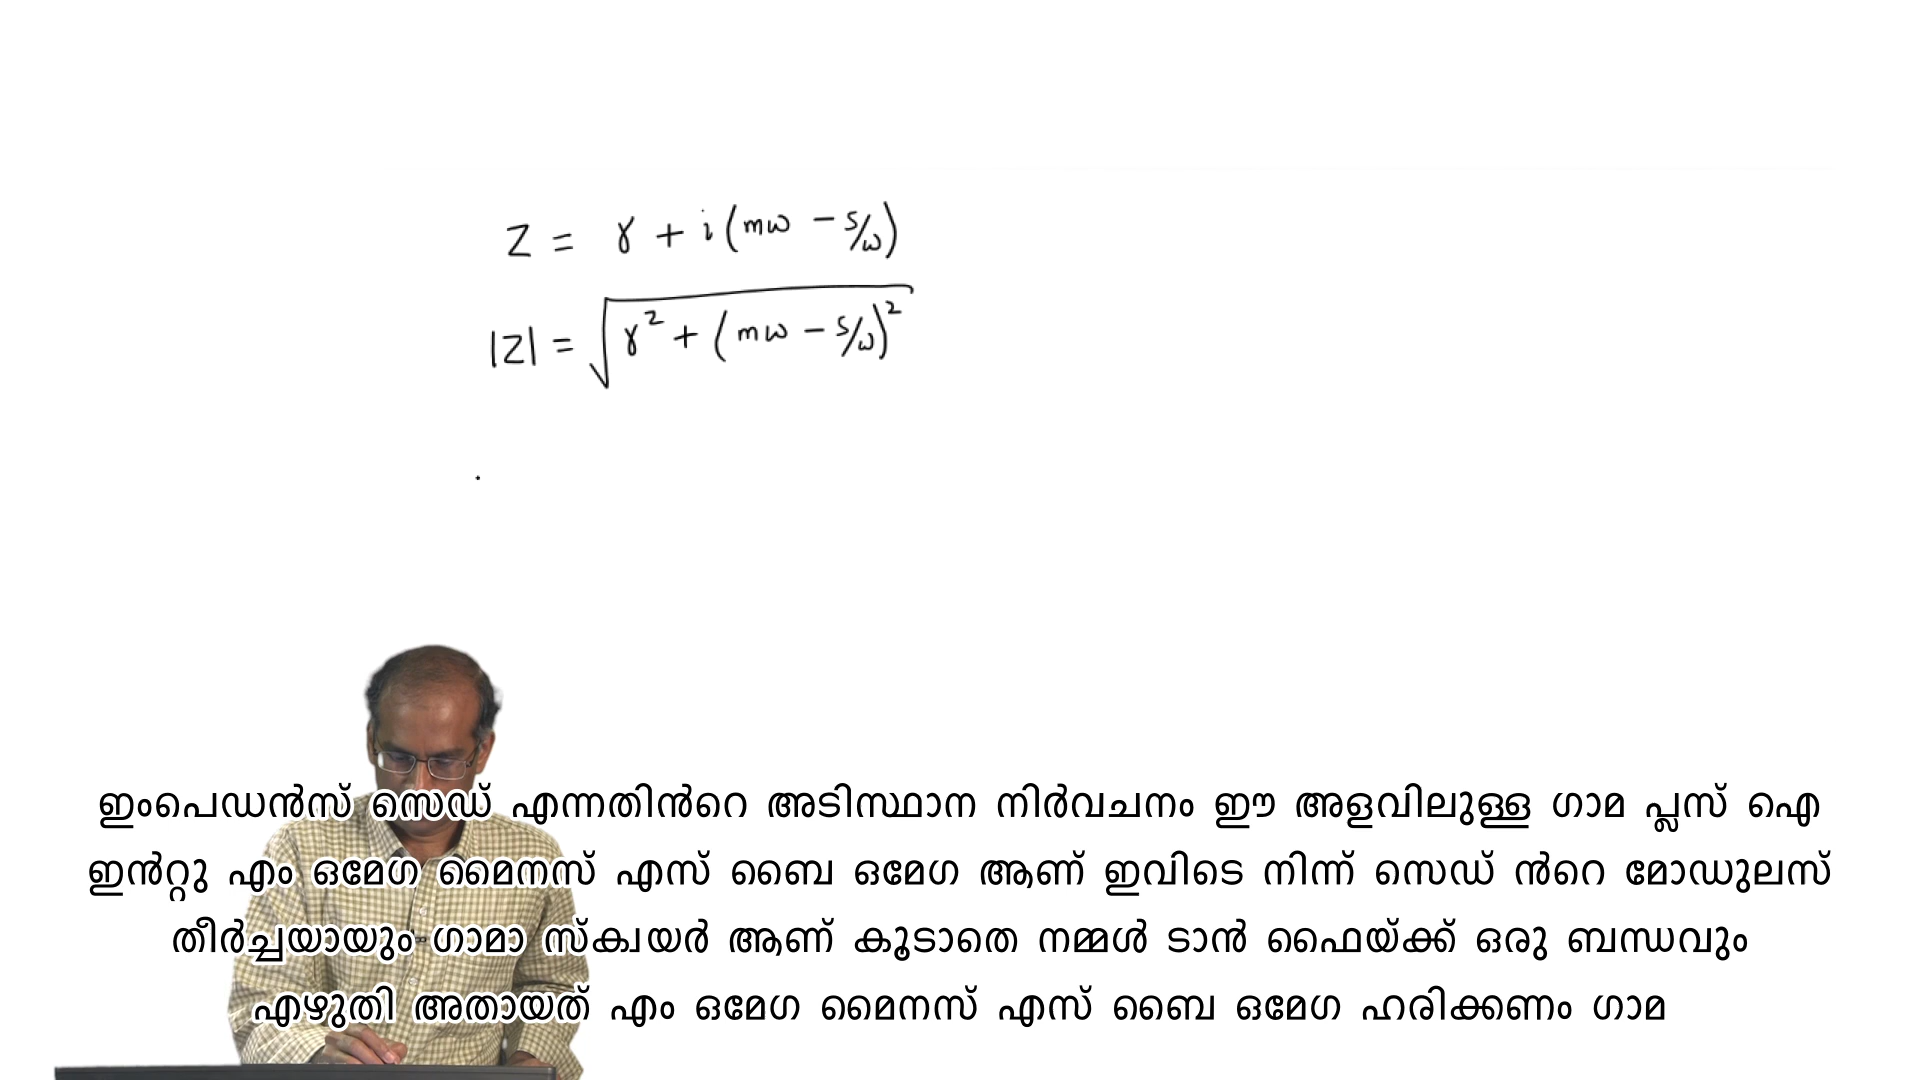 Z = γ + i (mω - s/ω)
|Z| = √(γ² + (mω - s/ω)²)
ഇംപെഡൻസ് സെഡ് എന്നതിൻറെ അടിസ്ഥാന നിർവചനം ഈ അളവിലുള്ള ഗാമ പ്ലസ് ഐ
ഇൻറ്റു എം ഒമേഗ മൈനസ് എസ് ബൈ ഒമേഗ ആണ് ഇവിടെ നിന്ന് സെഡ് ൻറെ മോഡുലസ്
തീർച്ചയായും ഗാമാ സ്ക്വയർ ആണ് കൂടാതെ നമ്മൾ ടാൻ ഫൈയ്ക്ക് ഒരു ബന്ധവും
എഴുതി അതായത് എം ഒമേഗ മൈനസ് എസ് ബൈ ഒമേഗ ഹരിക്കണം ഗാമ